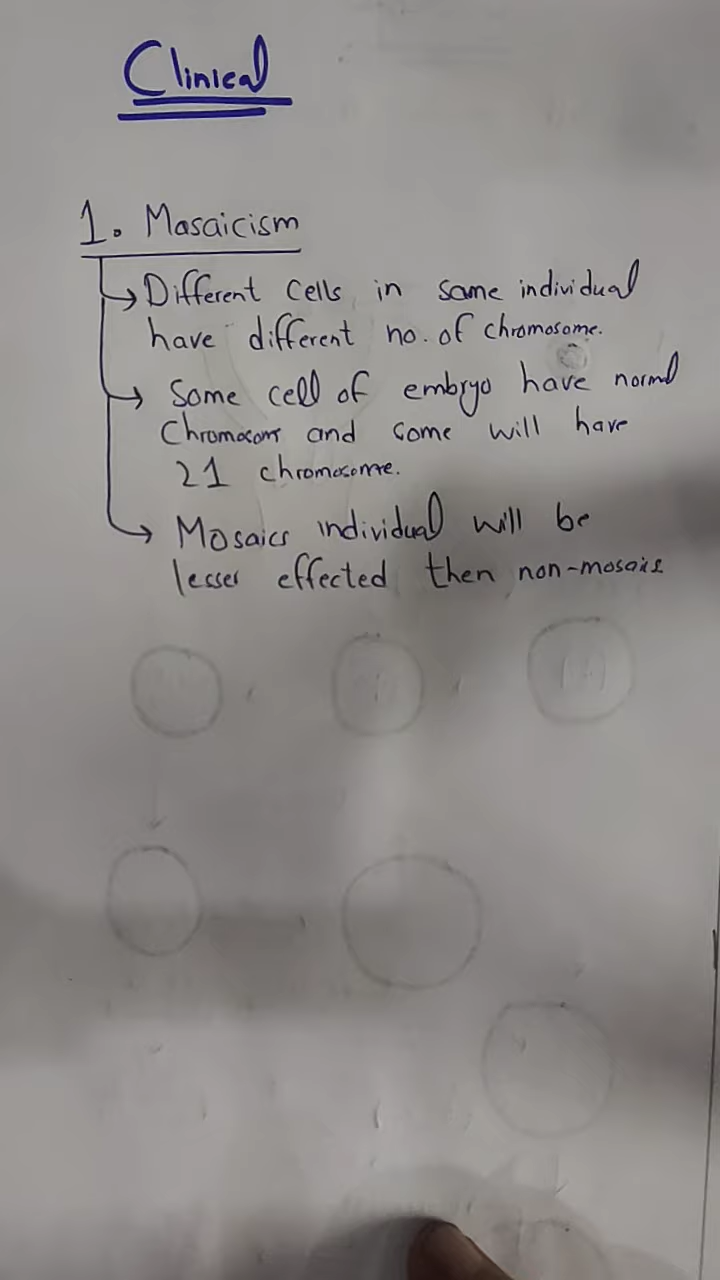 Clinical
1. Mosaicism
Different cells in same individual
have different no. of chromosome.
Some cell of embryo have normal
Chromosom and some will have
21 chromosome.
Mosaics individual will be
lesser effected then non-mosaics